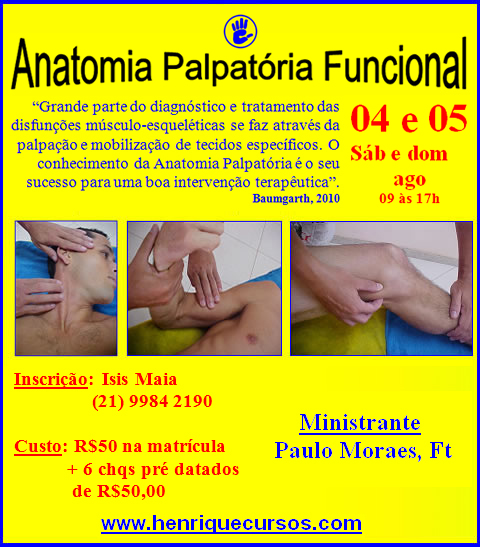 Anatomia Palpatória Funcional
“Grande parte do diagnóstico e tratamento das
disfunções músculo-esqueléticas se faz através da
palpação e mobilização de tecidos específicos. O
conhecimento da Anatomia Palpatória é o seu
sucesso para uma boa intervenção terapêutica”.
Baumgarth, 2010
04 e 05
Sáb e dom
ago
09 às 17h
Inscrição: Isis Maia
(21) 9984 2190
Custo: R$50 na matrícula
+ 6 chqs pré datados
de R$50,00
Ministrante
Paulo Moraes, Ft
www.henriquecursos.com